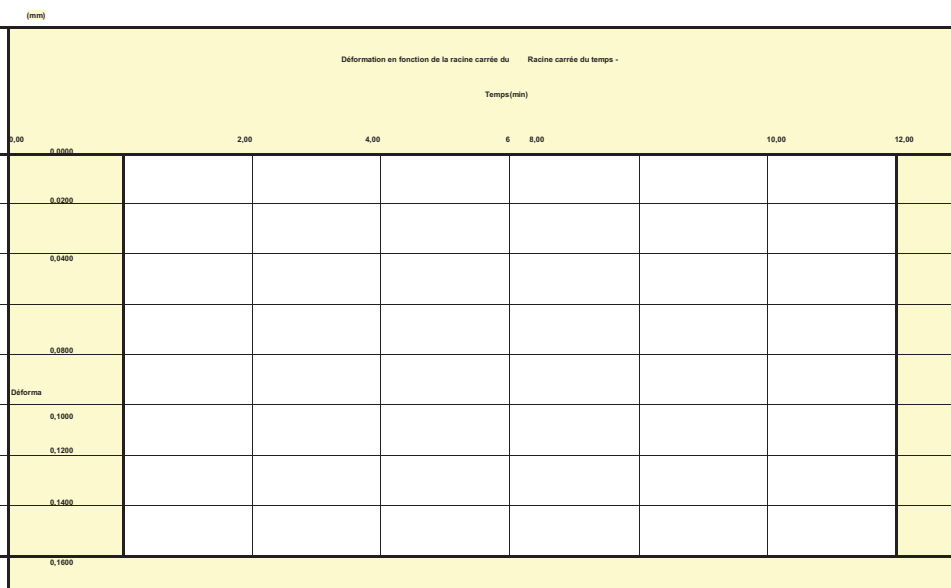 (mm)
Déformation en fonction de la racine carrée du Racine carrée du temps -
Temps(min)
0,00 2,00 4,00 6 8,00 10,00 12,00
0,0000
0,0200
0,0400
0,0800
Déforma
0,1000
0,1200
0,1400
0,1600